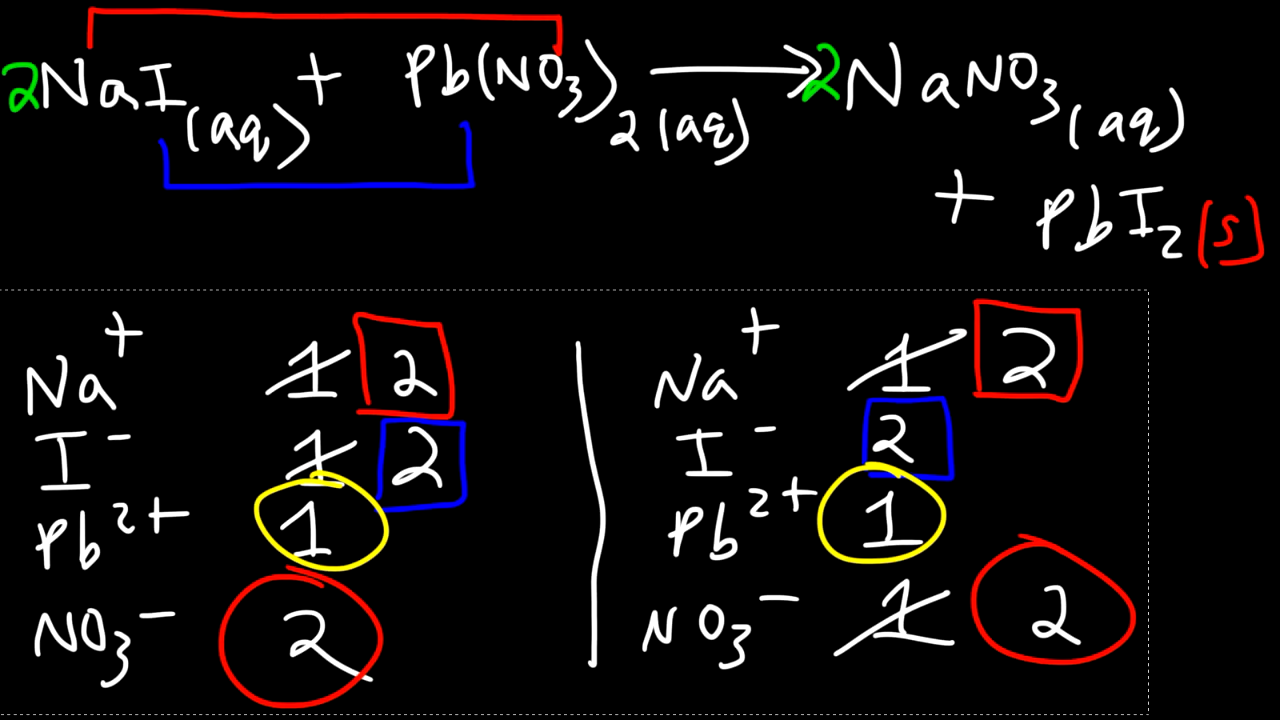 2NaI(aq) + Pb(NO3)2(aq) ⟶ 2NaNO3(aq)
+ PbI2(s)
Na+ 1 2 Na+ 1 2
I- 1 2 I- 2
Pb2+ 1 Pb2+ 1
NO3- 2 NO3- 1 2